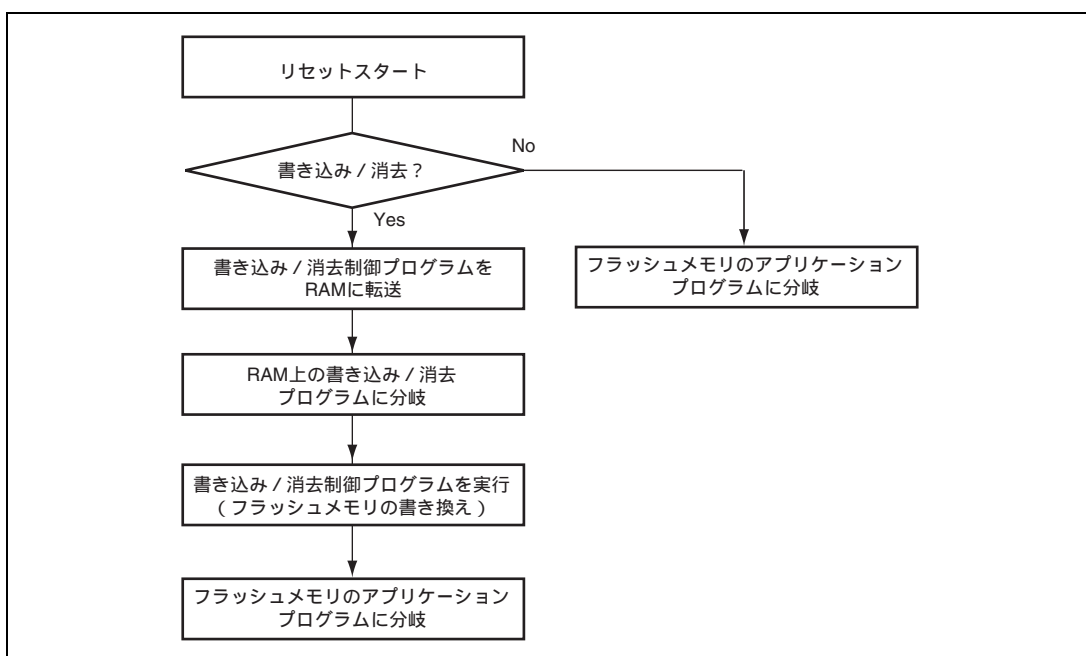 リセットスタート
書き込み / 消去？
No
Yes
書き込み / 消去制御プログラムを
RAMに転送
フラッシュメモリのアプリケーション
プログラムに分岐
RAM上の書き込み / 消去
プログラムに分岐
書き込み / 消去制御プログラムを実行
（フラッシュメモリの書き換え）
フラッシュメモリのアプリケーション
プログラムに分岐